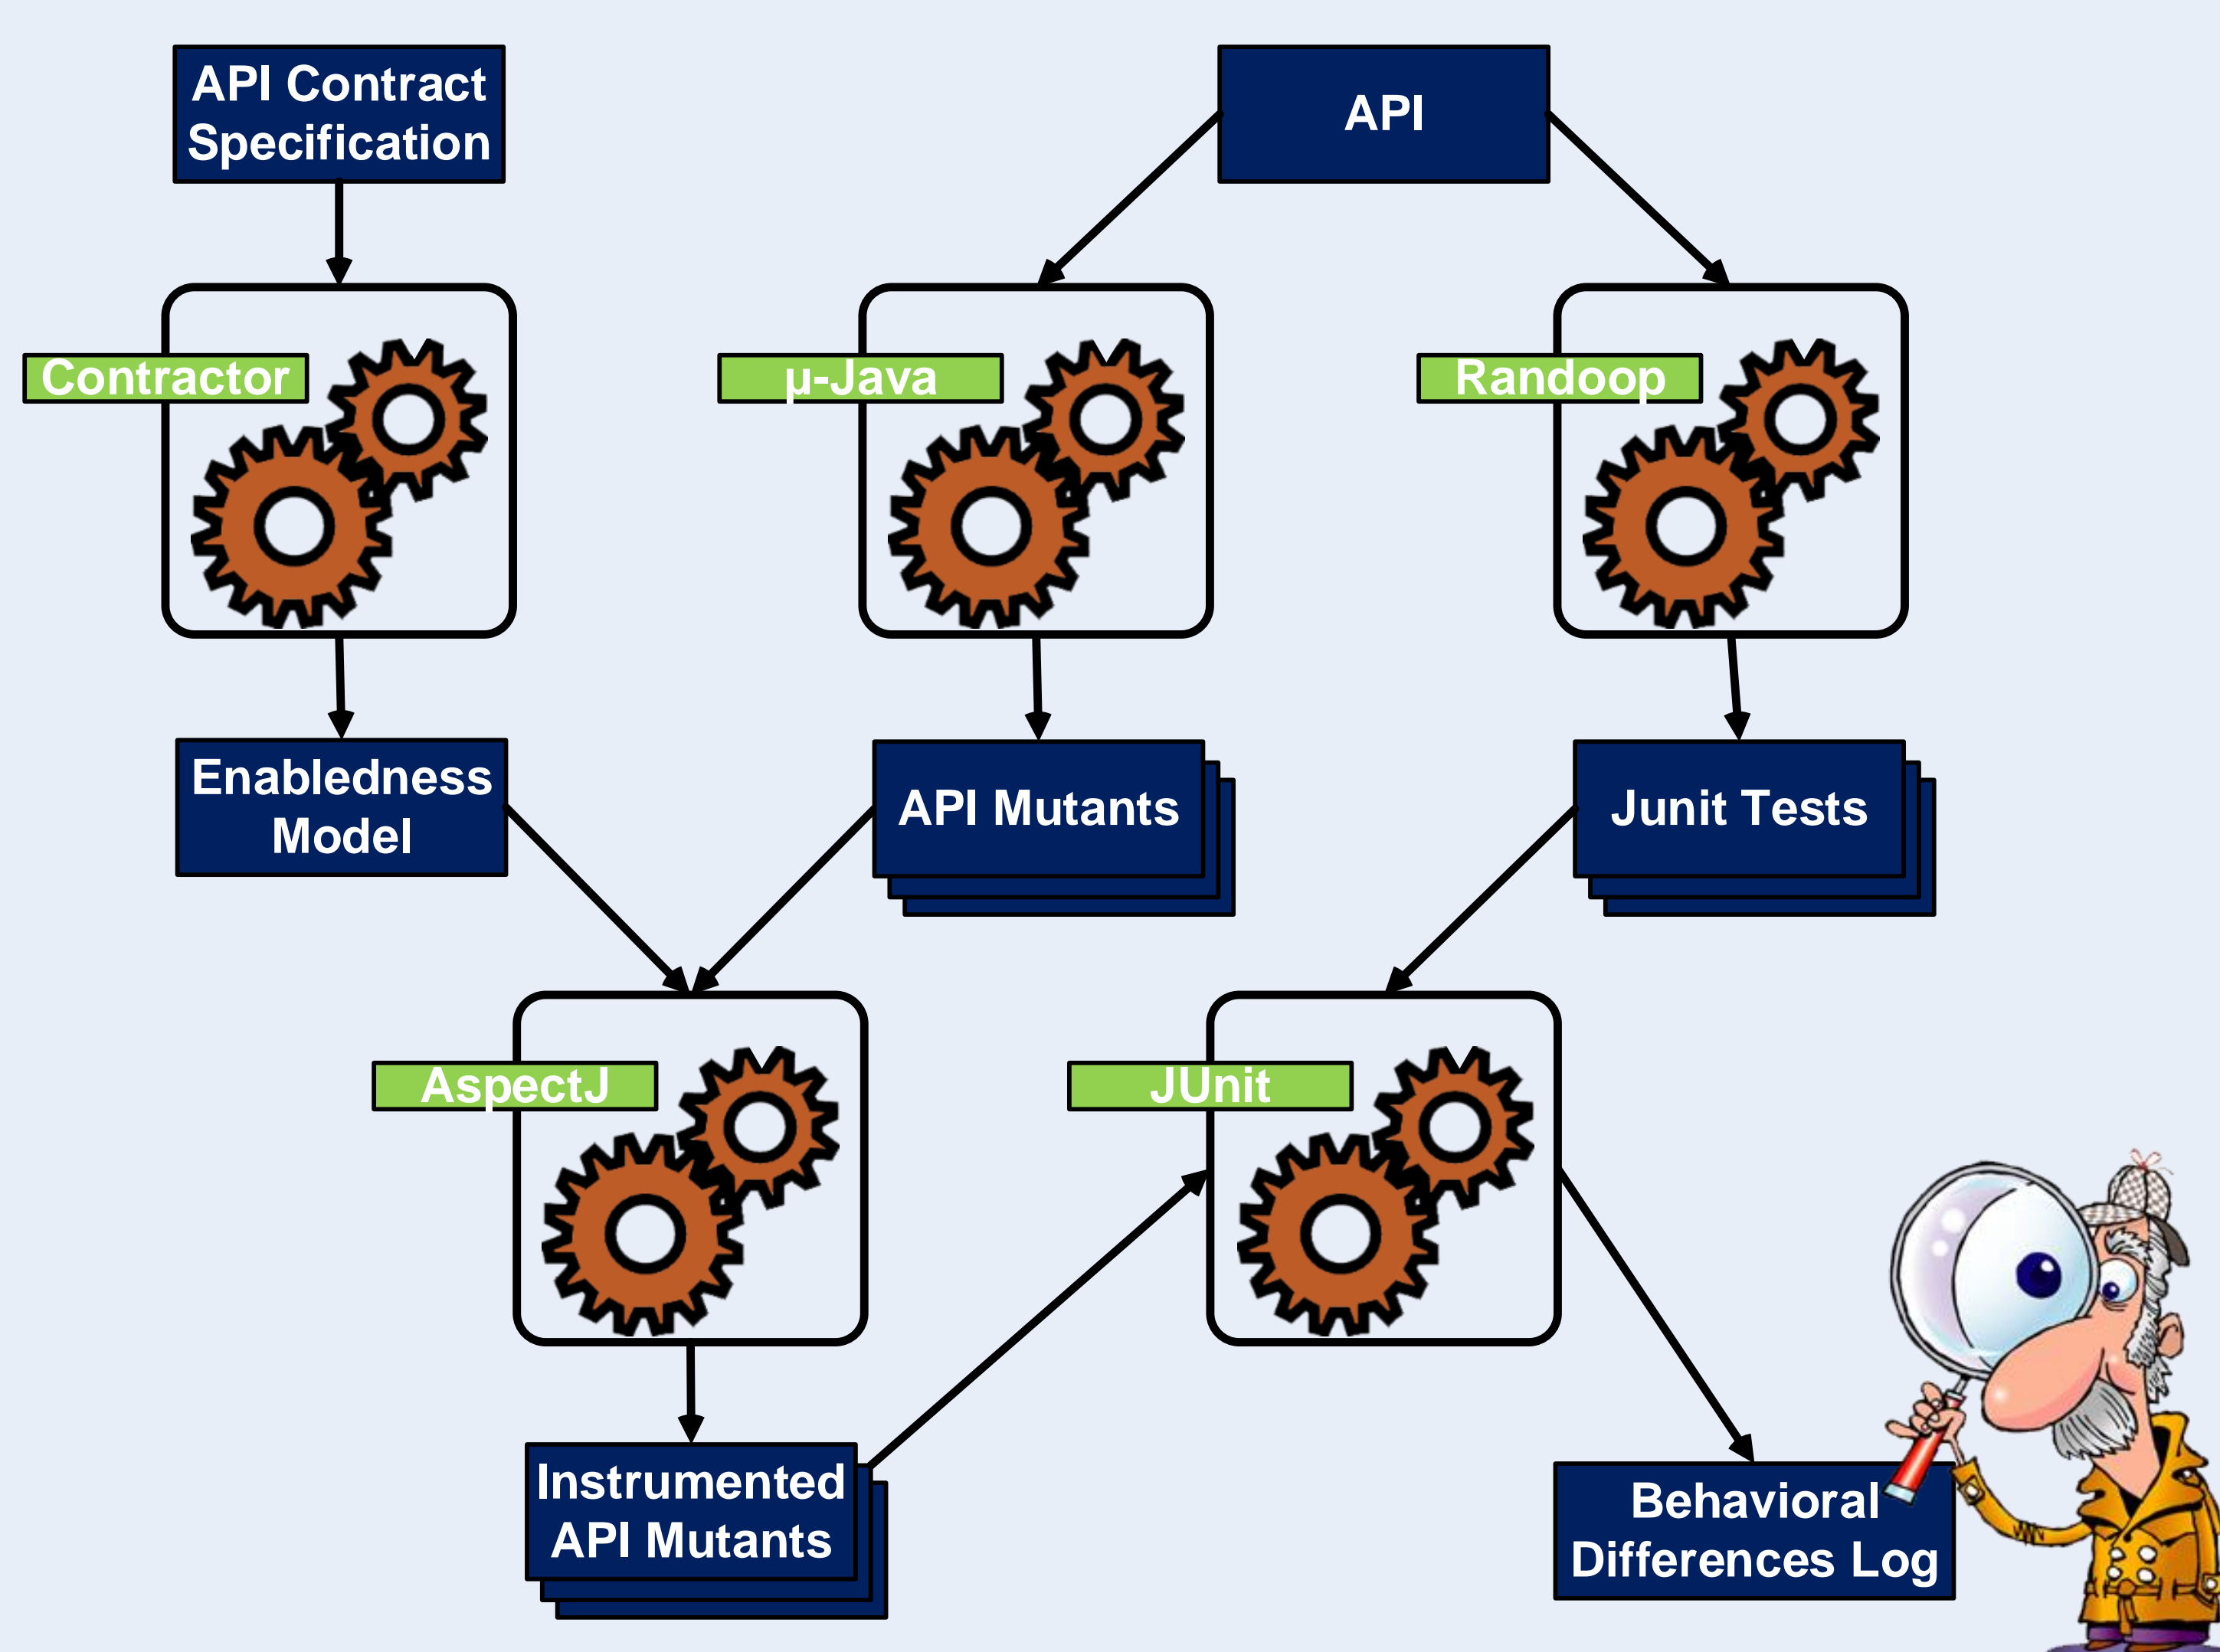 API Contract
Specification
API
Contractor
µ-Java
Randoop
Enabledness
Model
API Mutants
Junit Tests
AspectJ
JUnit
Instrumented
API Mutants
Behavioral
Differences Log